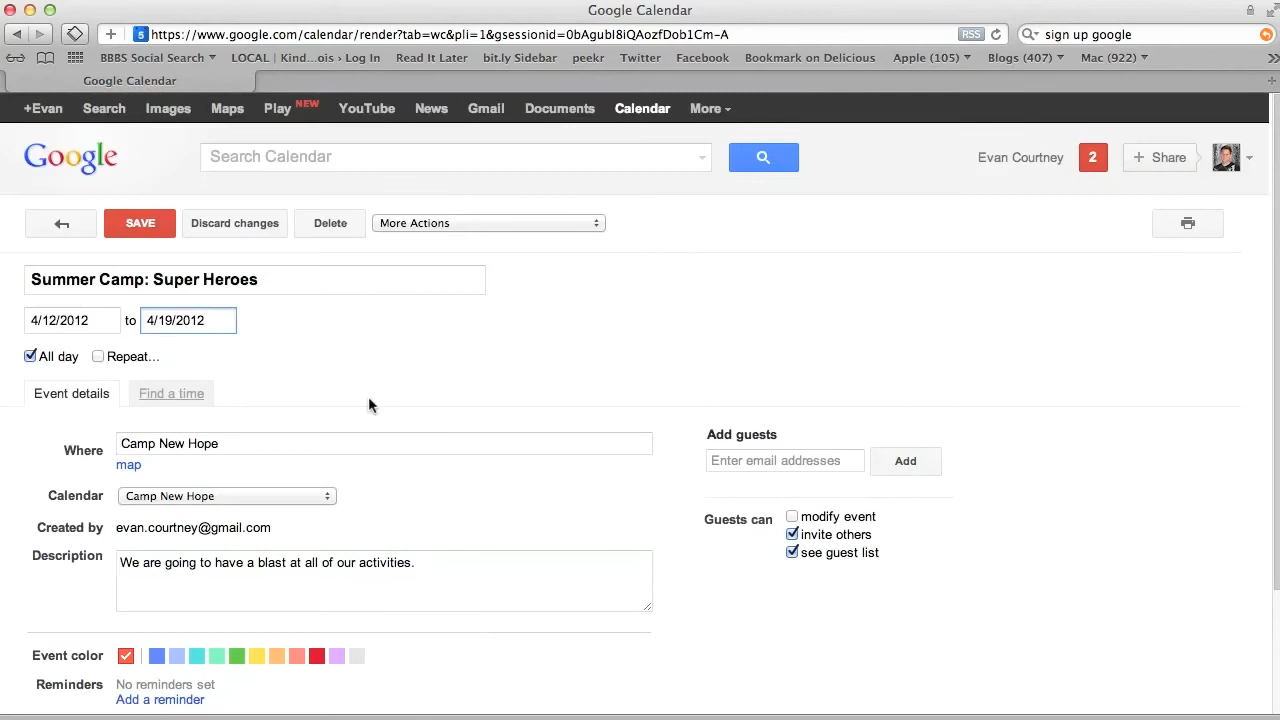 Google Calendar
5 https://www.google.com/calendar/render?tab=wc&pli=1&gsessionid=0bAgubI8iQAozfDob1Cm-A RSS sign up google
BBBS Social Search LOCAL | Kind...ois › Log In Read It Later bit.ly Sidebar peekr Twitter Facebook Bookmark on Delicious Apple (105) Blogs (407) Mac (922)
Google Calendar
+Evan Search Images Maps Play NEW YouTube News Gmail Documents Calendar More
Google Search Calendar Evan Courtney 2 + Share
SAVE Discard changes Delete More Actions
Summer Camp: Super Heroes
4/12/2012 to 4/19/2012
All day Repeat...
Event details Find a time
Where Camp New Hope
map
Calendar Camp New Hope
Created by evan.courtney@gmail.com
Description We are going to have a blast at all of our activities.
Event color
Reminders No reminders set
Add a reminder
Add guests
Enter email addresses Add
Guests can modify event
invite others
see guest list